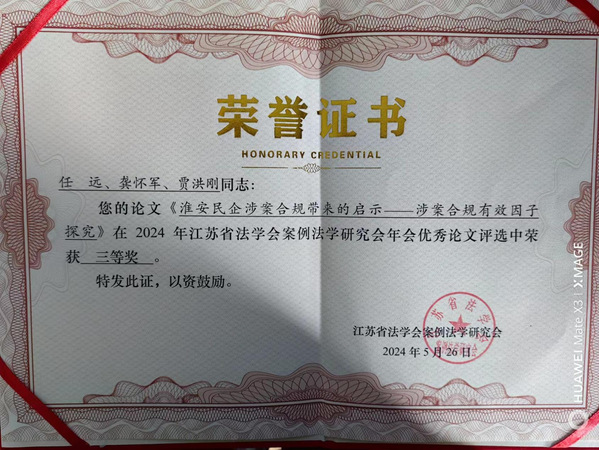 荣誉证书
HONORARY CREDENTIAL
任 远、龚怀军、贾洪刚同志：
您的论文《淮安民企涉案合规带来的启示——涉案合规有效因子
探究》在 2024 年江苏省法学会案例法学研究会年会优秀论文评选中荣
获 三等奖 。
特发此证，以资鼓励。
江苏省法学会案例法学研究会
2024 年 5 月 26 日
HUAWEI Mate X3 | XMAGE